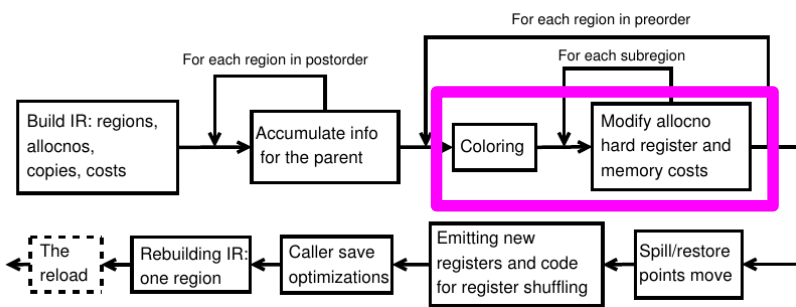 For each region in preorder
For each region in postorder
For each subregion
Build IR: regions,
allocnos,
copies, costs
Accumulate info
for the parent
Coloring
Modify allocno
hard register and
memory costs
The
reload
Rebuilding IR:
one region
Caller save
optimizations
Emitting new
registers and code
for register shuffling
Spill/restore
points move